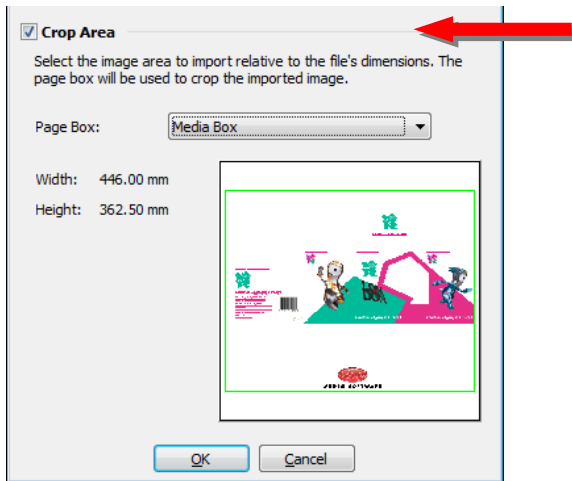 Crop Area
Select the image area to import relative to the file's dimensions. The
page box will be used to crop the imported image.
Page Box:
Media Box
Width: 446.00 mm
Height: 362.50 mm
OK
Cancel